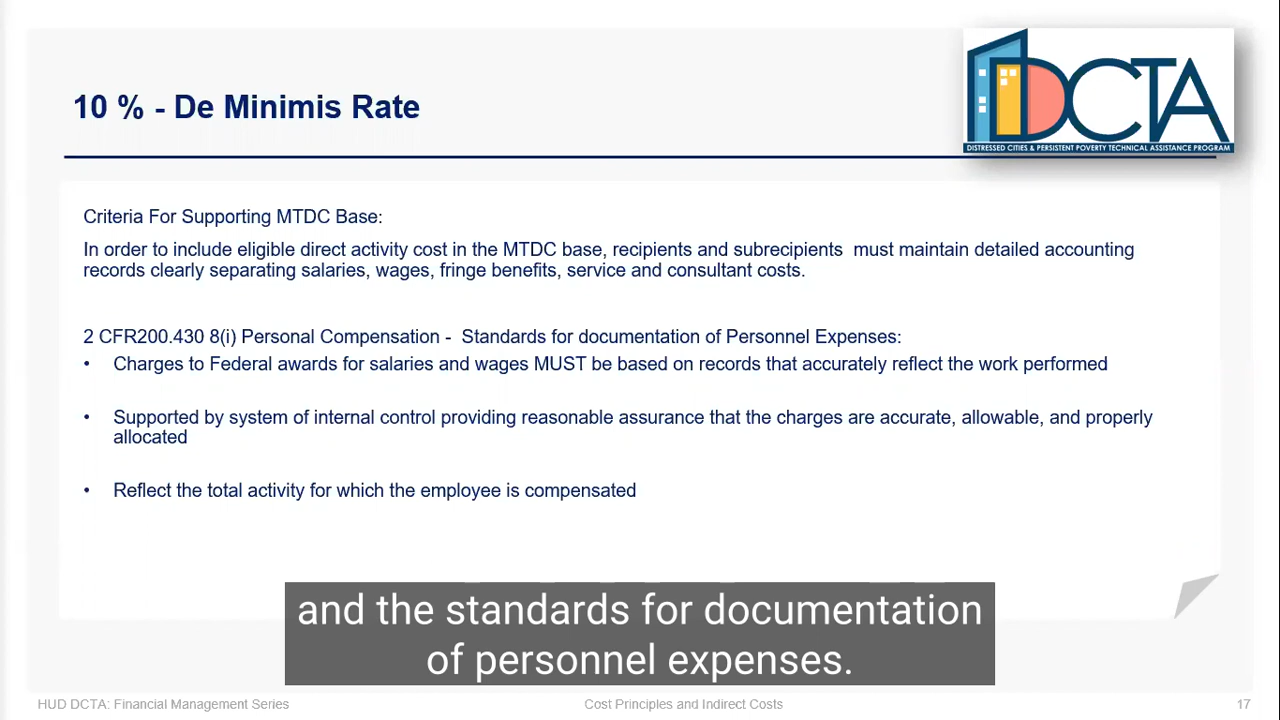 10 % - De Minimis Rate
DCTA
DISTRESSED CITIES & PERSISTENT POVERTY TECHNICAL ASSISTANCE PROGRAM
Criteria For Supporting MTDC Base:
In order to include eligible direct activity cost in the MTDC base, recipients and subrecipients must maintain detailed accounting
records clearly separating salaries, wages, fringe benefits, service and consultant costs.
2 CFR200.430 8(i) Personal Compensation - Standards for documentation of Personnel Expenses:
• Charges to Federal awards for salaries and wages MUST be based on records that accurately reflect the work performed
• Supported by system of internal control providing reasonable assurance that the charges are accurate, allowable, and properly
allocated
• Reflect the total activity for which the employee is compensated
and the standards for documentation
of personnel expenses.
HUD DCTA: Financial Management Series
Cost Principles and Indirect Costs
17